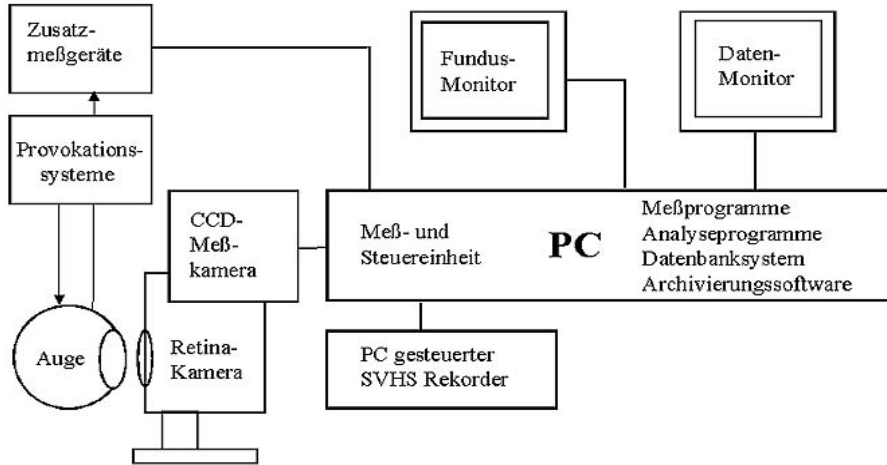 Zusatz-
meßgeräte
Fundus-
Monitor
Daten-
Monitor
Provokations-
systeme
CCD-
Meß-
kamera
Meß- und
Steuereinheit
PC
Meßprogramme
Analyseprogramme
Datenbanksystem
Archivierungssoftware
Auge
Retina-
Kamera
PC gesteuerter
SVHS Rekorder